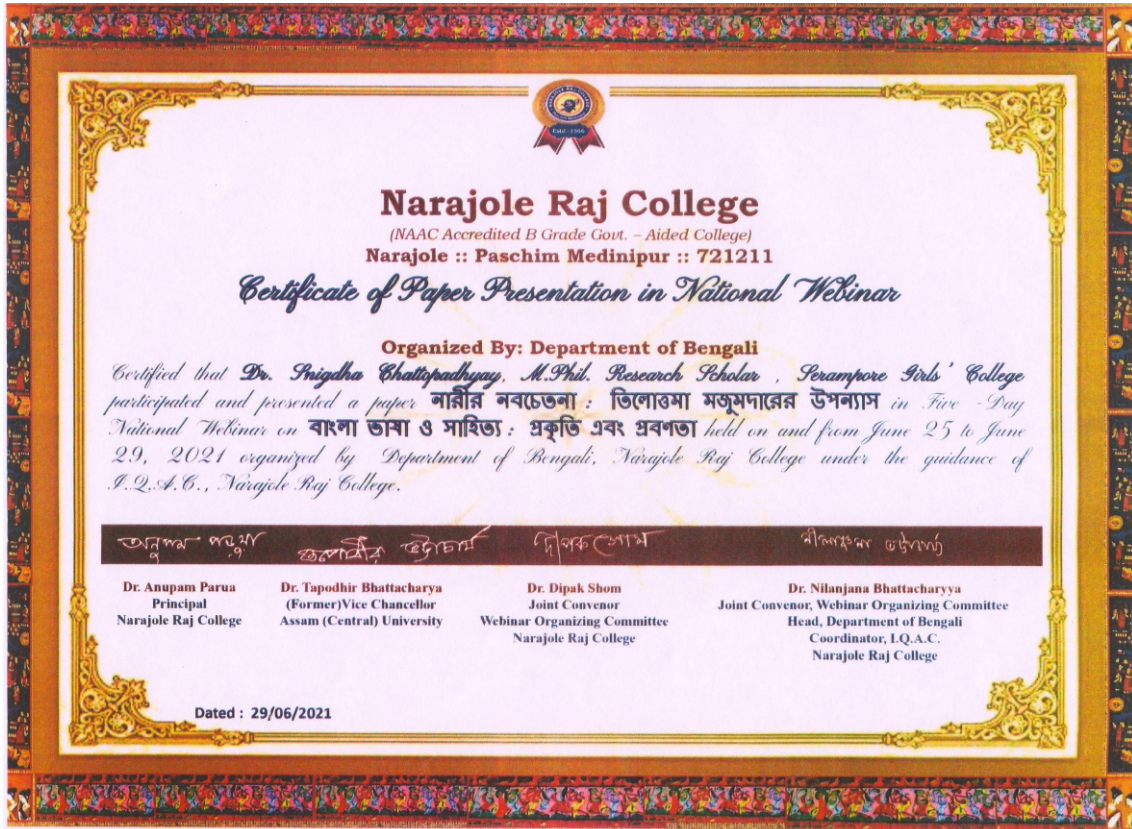 NARAJOLE RAJ COLLEGE
Estd - 1966
Narajole Raj College
(NAAC Accredited B Grade Govt. – Aided College)
Narajole :: Paschim Medinipur :: 721211
Certificate of Paper Presentation in National Webinar
Organized By: Department of Bengali
Certified that Dr. Snigdha Chattopadhyay, M.Phil. Research Scholar , Serampore Girls' College
participated and presented a paper নারীর নবচেতনা : তিলোত্তমা মজুমদারের উপন্যাস in Five -Day
National Webinar on বাংলা ভাষা ও সাহিত্য : প্রকৃতি এবং প্রবণতা held on and from June 25 to June
29, 2021 organized by Department of Bengali, Narajole Raj College under the guidance of
I.Q.A.C., Narajole Raj College.
অনুপম পড়ুয়া তপোধীর ভট্টাচার্য দীপক সোম নীলাঞ্জনা ভট্টাচার্য
Dr. Anupam Parua Dr. Tapodhir Bhattacharya Dr. Dipak Shom Dr. Nilanjana Bhattacharyya
Principal (Former)Vice Chancellor Joint Convenor Joint Convenor, Webinar Organizing Committee
Narajole Raj College Assam (Central) University Webinar Organizing Committee Head, Department of Bengali
Narajole Raj College Coordinator, I.Q.A.C.
Narajole Raj College
Dated : 29/06/2021